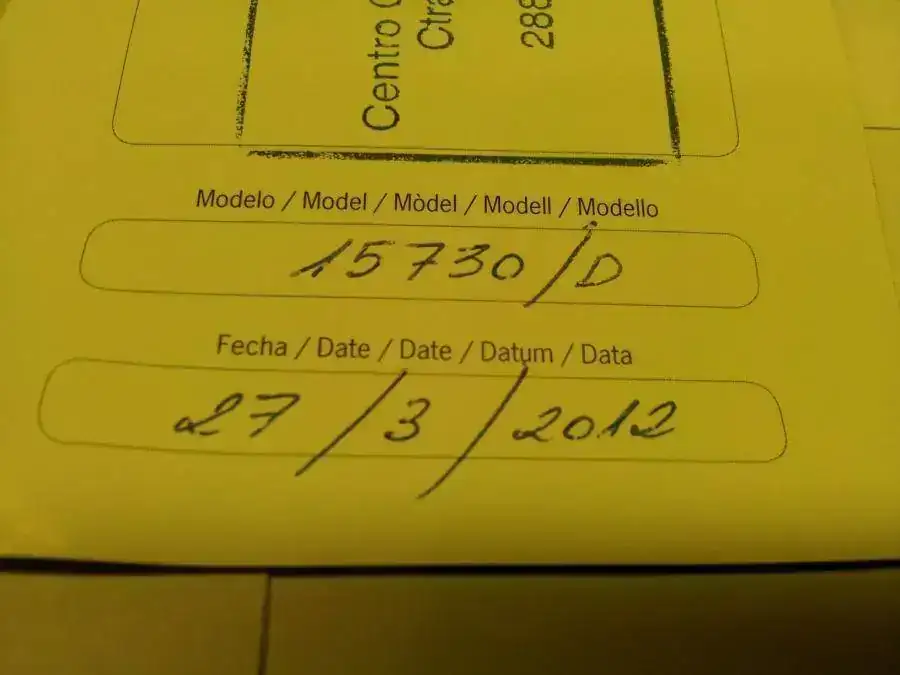 Centro
Ctra
288
Modelo / Model / Mòdel / Modell / Modello
15730/D
Fecha / Date / Date / Datum / Data
27/3/2012